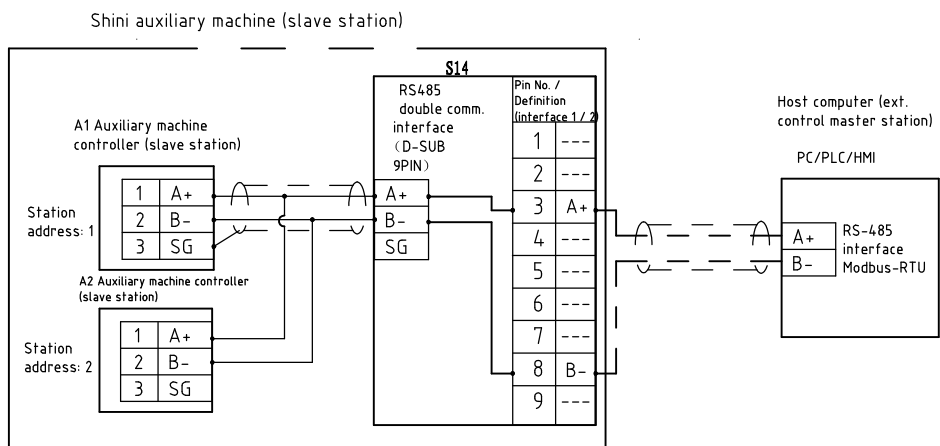 Shini auxiliary machine (slave station)
S14
RS485
double comm.
interface
(D-SUB
9PIN)
Pin No. /
Definition
(interface 1 / 2)
Host computer (ext.
control master station)
PC/PLC/HMI
A1 Auxiliary machine
controller (slave station)
Station
address: 1
1 A+
2 B-
3 SG
A+
B-
SG
1 ---
2 ---
3 A+
4 ---
5 ---
6 ---
7 ---
8 B-
9 ---
A+
B-
RS-485
interface
Modbus-RTU
A2 Auxiliary machine controller
(slave station)
Station
address: 2
1 A+
2 B-
3 SG